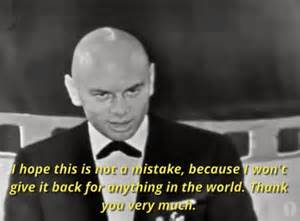 I hope this is not a mistake, because I won't
give it back for anything in the world. Thank
you very much.